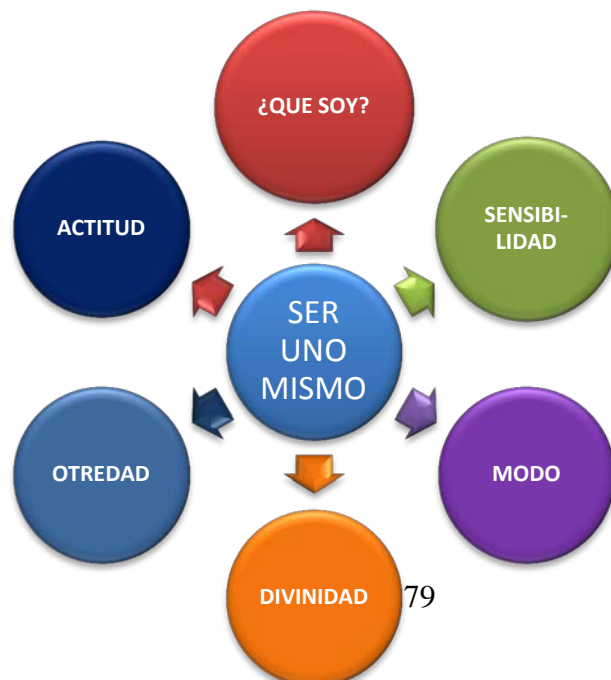 ¿QUE SOY?
ACTITUD
SENSIBI-
LIDAD
SER
UNO
MISMO
OTREDAD
MODO
DIVINIDAD
79